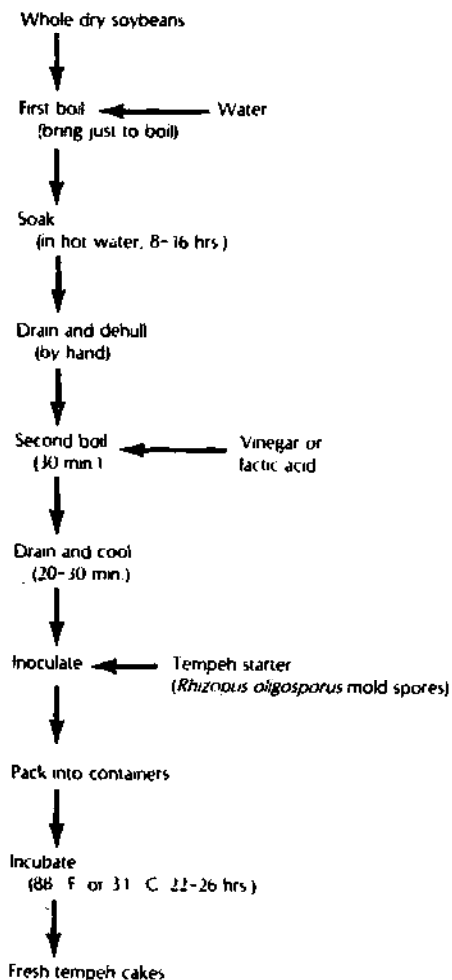 Whole dry soybeans
First boil
Water
(bring just to boil)
Soak
(in hot water, 8-16 hrs.)
Drain and dehull
(by hand)
Second boil
Vinegar or
(30 min.)
lactic acid
Drain and cool
(20-30 min.)
Inoculate
Tempeh starter
(Rhizopus oligosporus mold spores)
Pack into containers
Incubate
(88 F or 31 C 22-26 hrs)
Fresh tempeh cakes